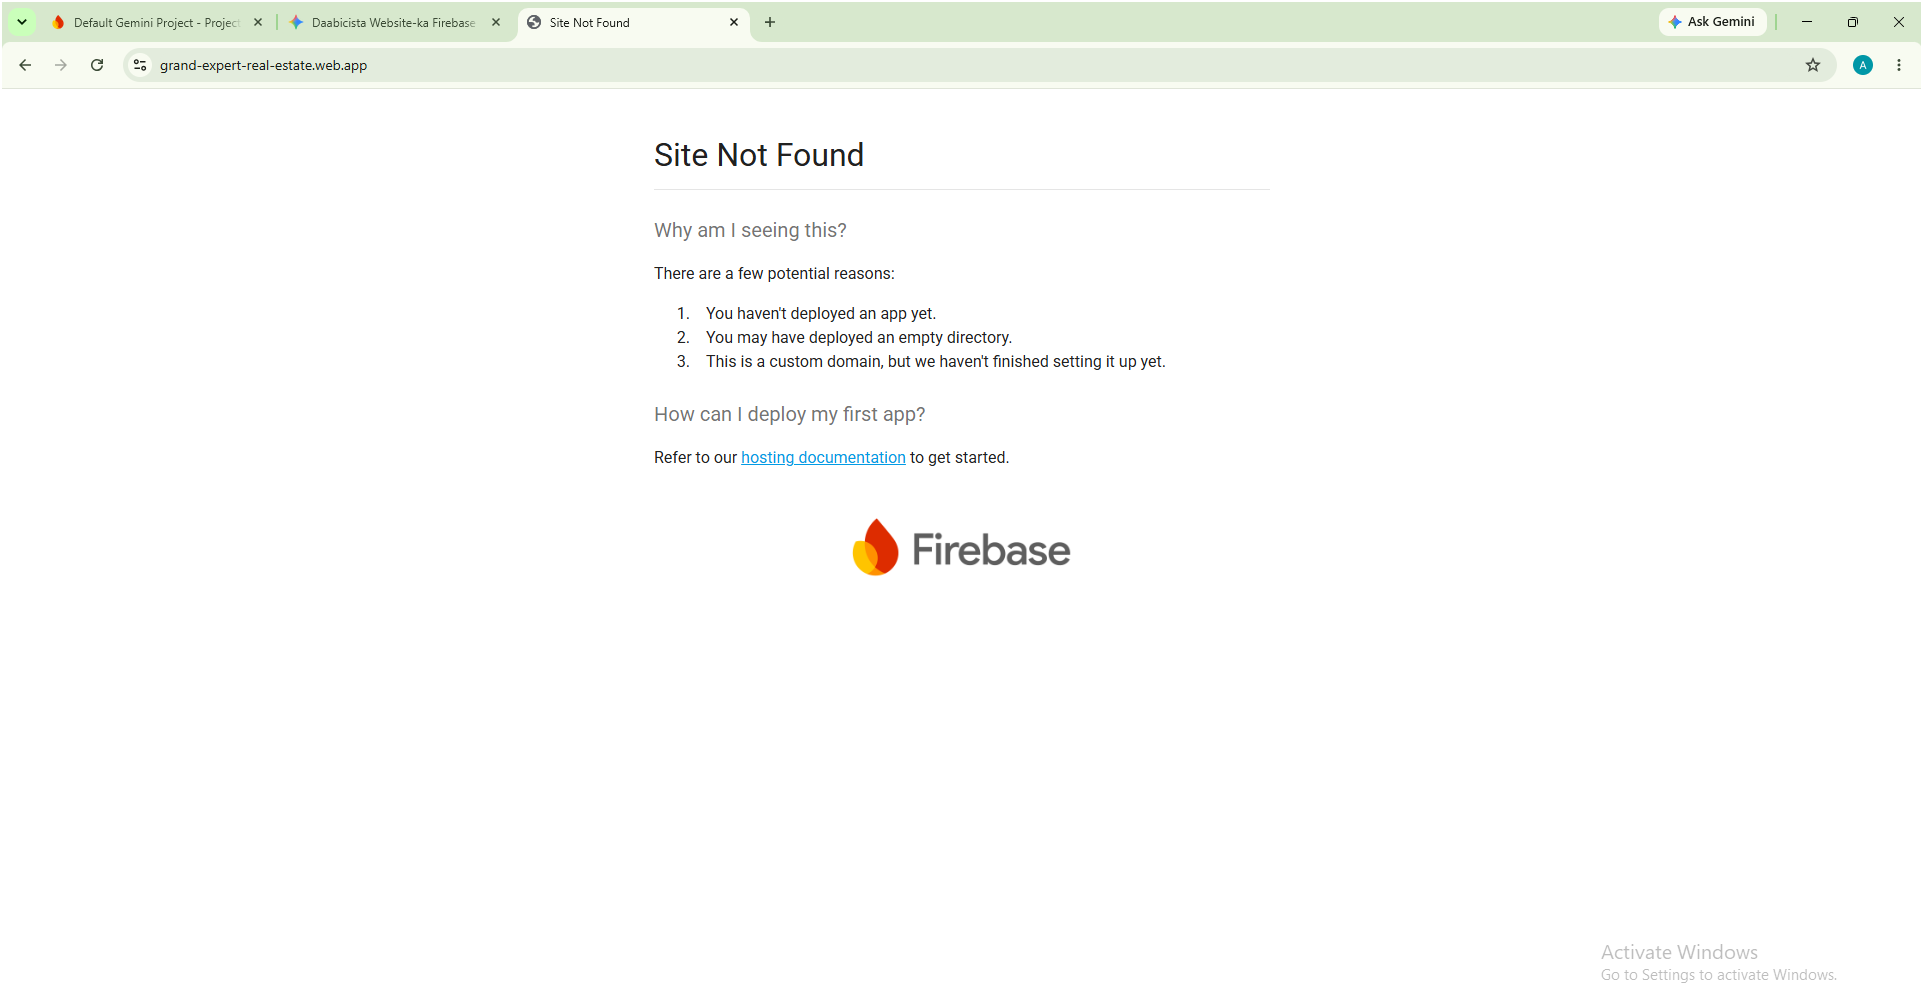 Default Gemini Project - Project
Daabicista Website-ka Firebase
Site Not Found
Ask Gemini
grand-expert-real-estate.web.app
A
Site Not Found
Why am I seeing this?
There are a few potential reasons:
1. You haven't deployed an app yet.
2. You may have deployed an empty directory.
3. This is a custom domain, but we haven't finished setting it up yet.
How can I deploy my first app?
Refer to our hosting documentation to get started.
Firebase
Activate Windows
Go to Settings to activate Windows.